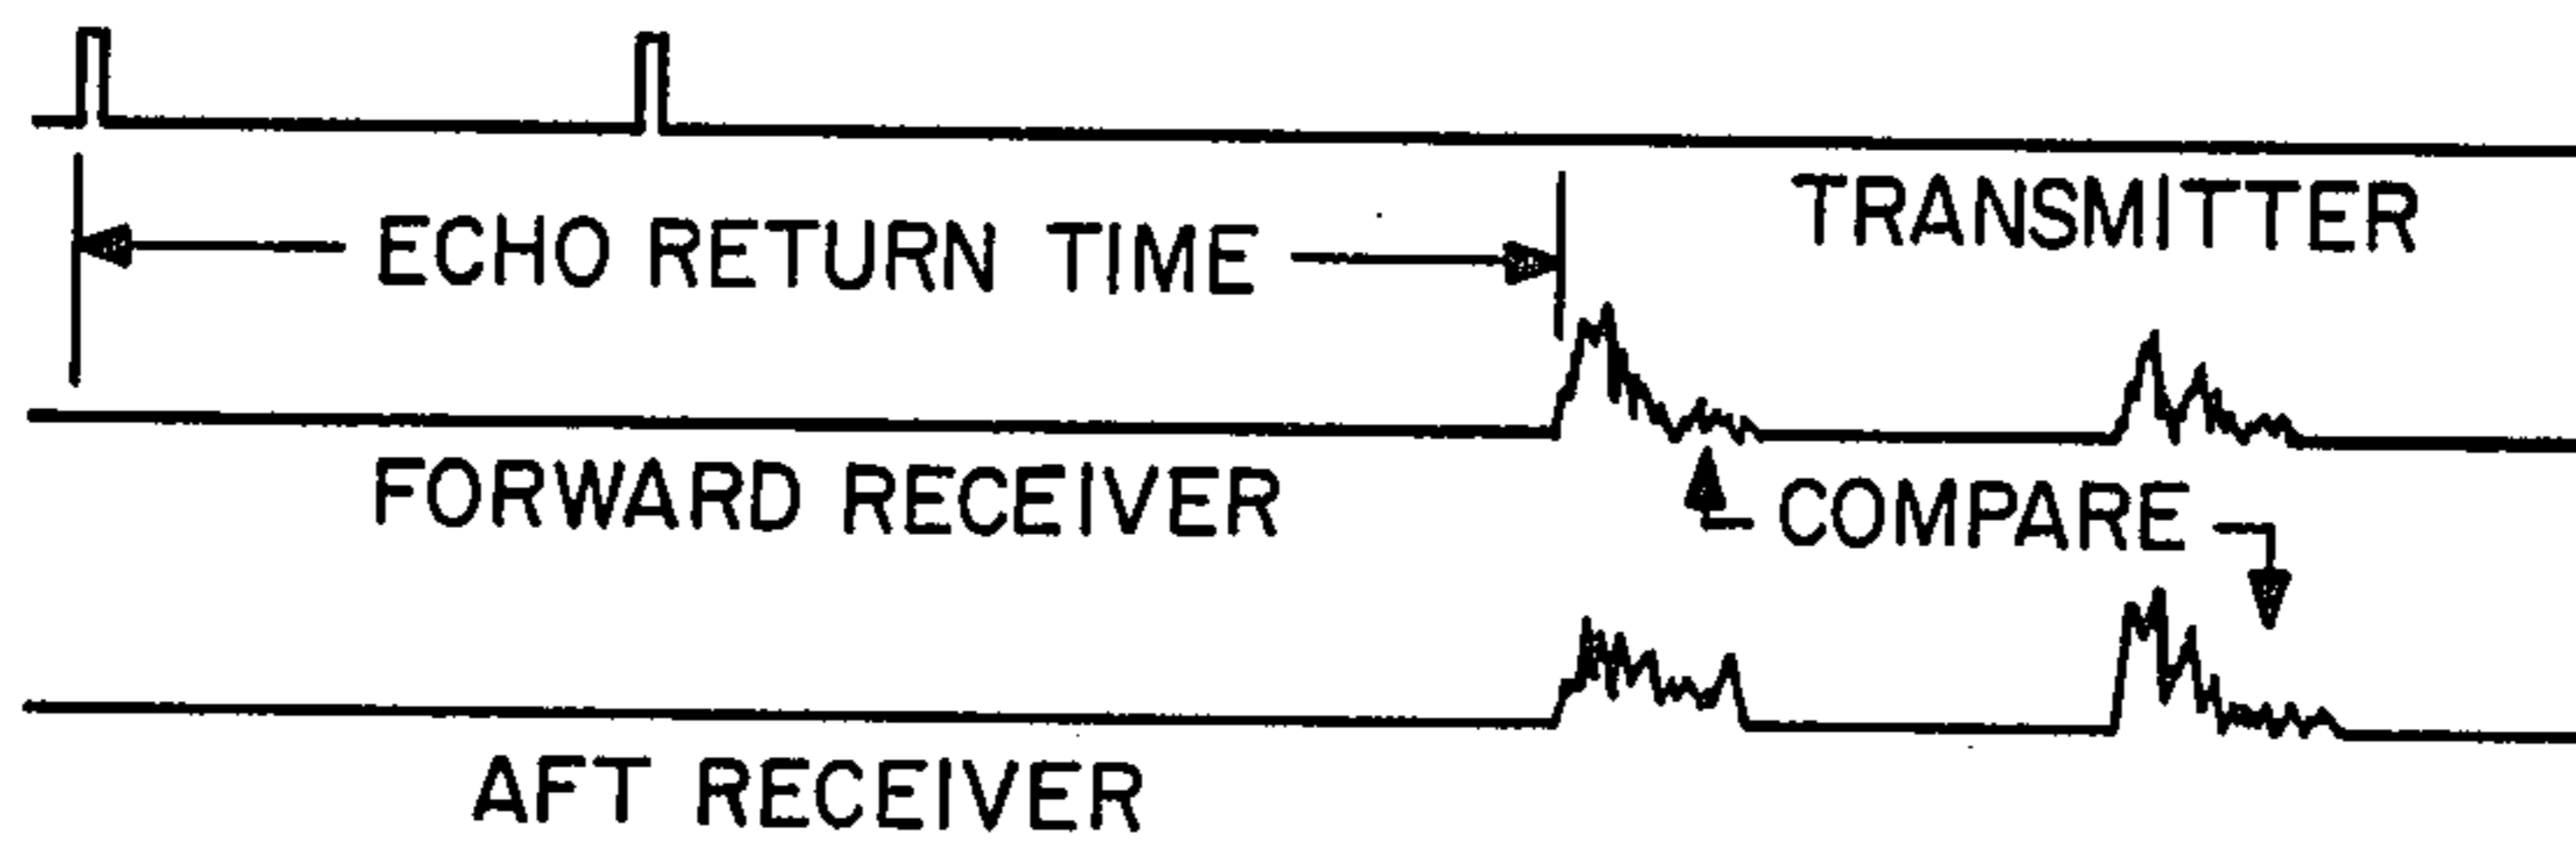 TRANSMITTER
ECHO RETURN TIME
FORWARD RECEIVER
COMPARE
AFT RECEIVER